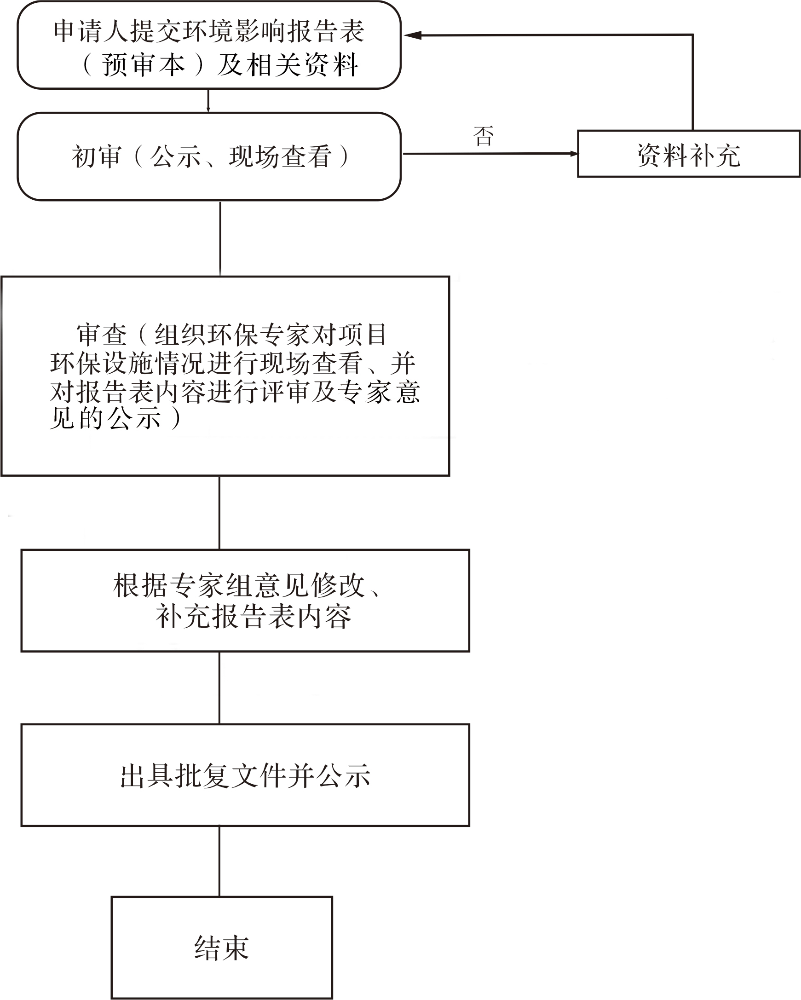 申请人提交环境影响报告表
（预审本）及相关资料
初审（公示、现场查看）
否
资料补充
审查（组织环保专家对项目
环保设施情况进行现场查看、并
对报告表内容进行评审及专家意
见的公示）
根据专家组意见修改、
补充报告表内容
出具批复文件并公示
结束